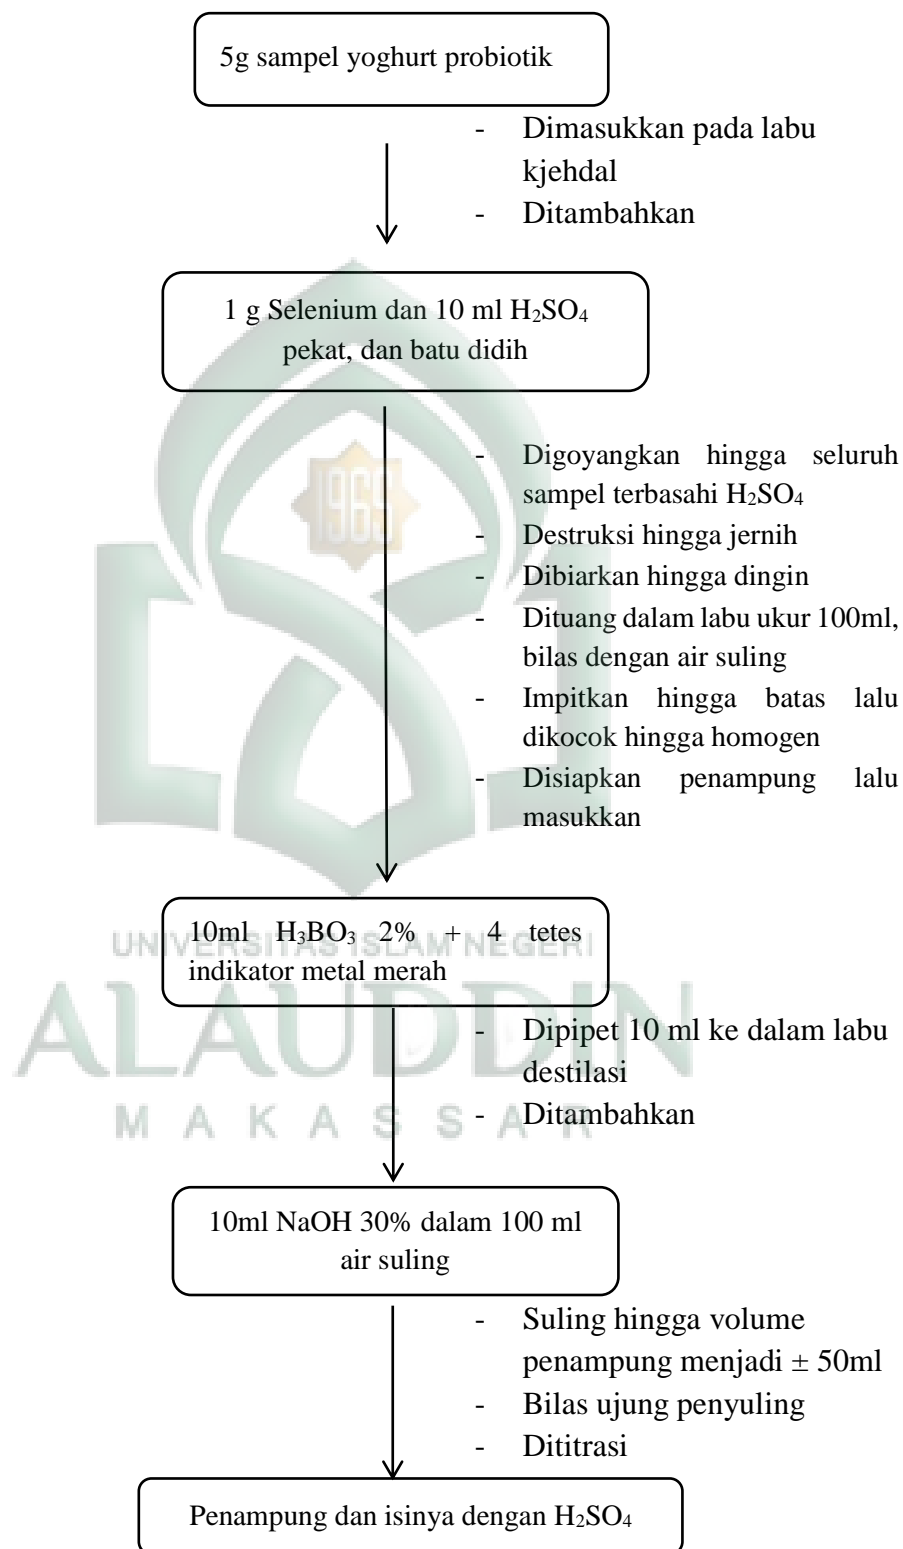 5g sampel yoghurt probiotik
- Dimasukkan pada labu
kjehdal
- Ditambahkan
1 g Selenium dan 10 ml H₂SO₄
pekat, dan batu didih
- Digoyangkan hingga seluruh
sampel terbasahi H₂SO₄
- Destruksi hingga jernih
- Dibiarkan hingga dingin
- Dituang dalam labu ukur 100ml,
bilas dengan air suling
- Impitkan hingga batas lalu
dikocok hingga homogen
- Disiapkan penampung lalu
masukkan
1965
10ml H₃BO₃ 2% + 4 tetes
indikator metal merah
UNIVERSITAS ISLAM NEGERI
ALAUDDIN
MAKASSAR
- Dipipet 10 ml ke dalam labu
destilasi
- Ditambahkan
10ml NaOH 30% dalam 100 ml
air suling
- Suling hingga volume
penampung menjadi ± 50ml
- Bilas ujung penyuling
- Dititrasi
Penampung dan isinya dengan H₂SO₄